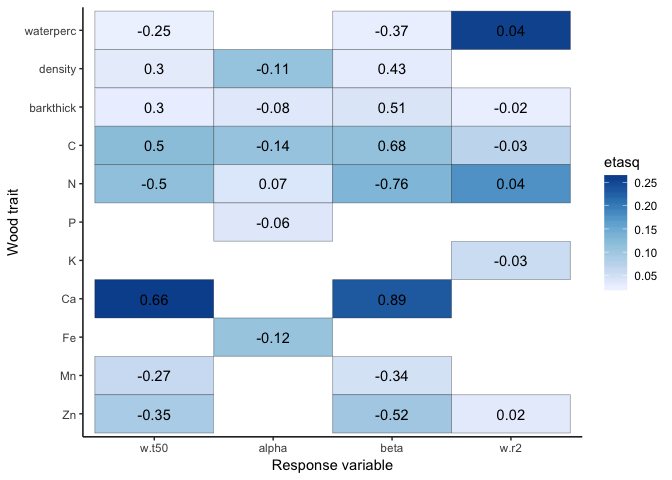 waterperc -0.25 -0.37 0.04
density 0.3 -0.11 0.43
barkthick 0.3 -0.08 0.51 -0.02
C 0.5 -0.14 0.68 -0.03
N -0.5 0.07 -0.76 0.04
P -0.06
K -0.03
Ca 0.66 0.89
Fe -0.12
Mn -0.27 -0.34
Zn -0.35 -0.52 0.02
w.t50 alpha beta w.r2
Response variable
Wood trait
etasq
0.25
0.20
0.15
0.10
0.05